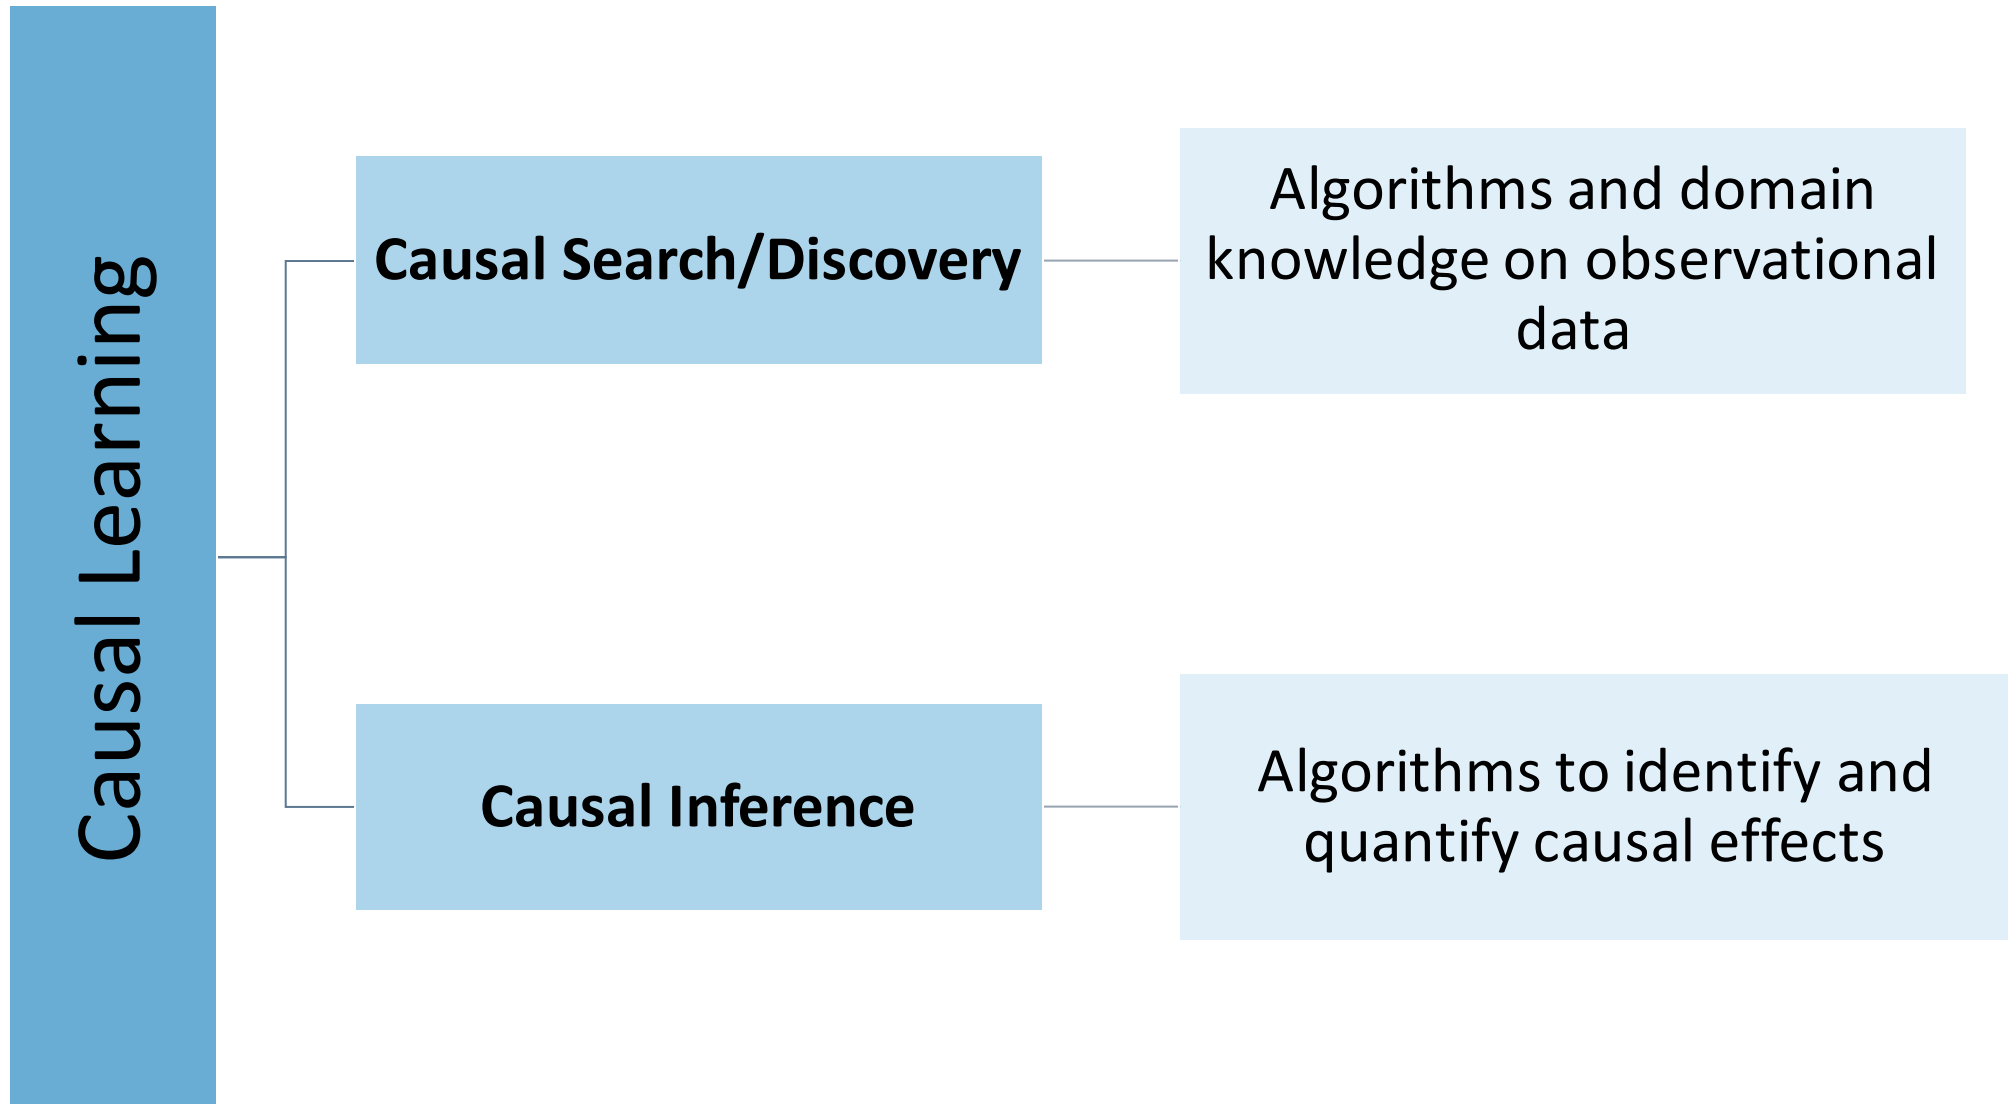 Causal Learning
Causal Search/Discovery
Algorithms and domain
knowledge on observational
data
Causal Inference
Algorithms to identify and
quantify causal effects